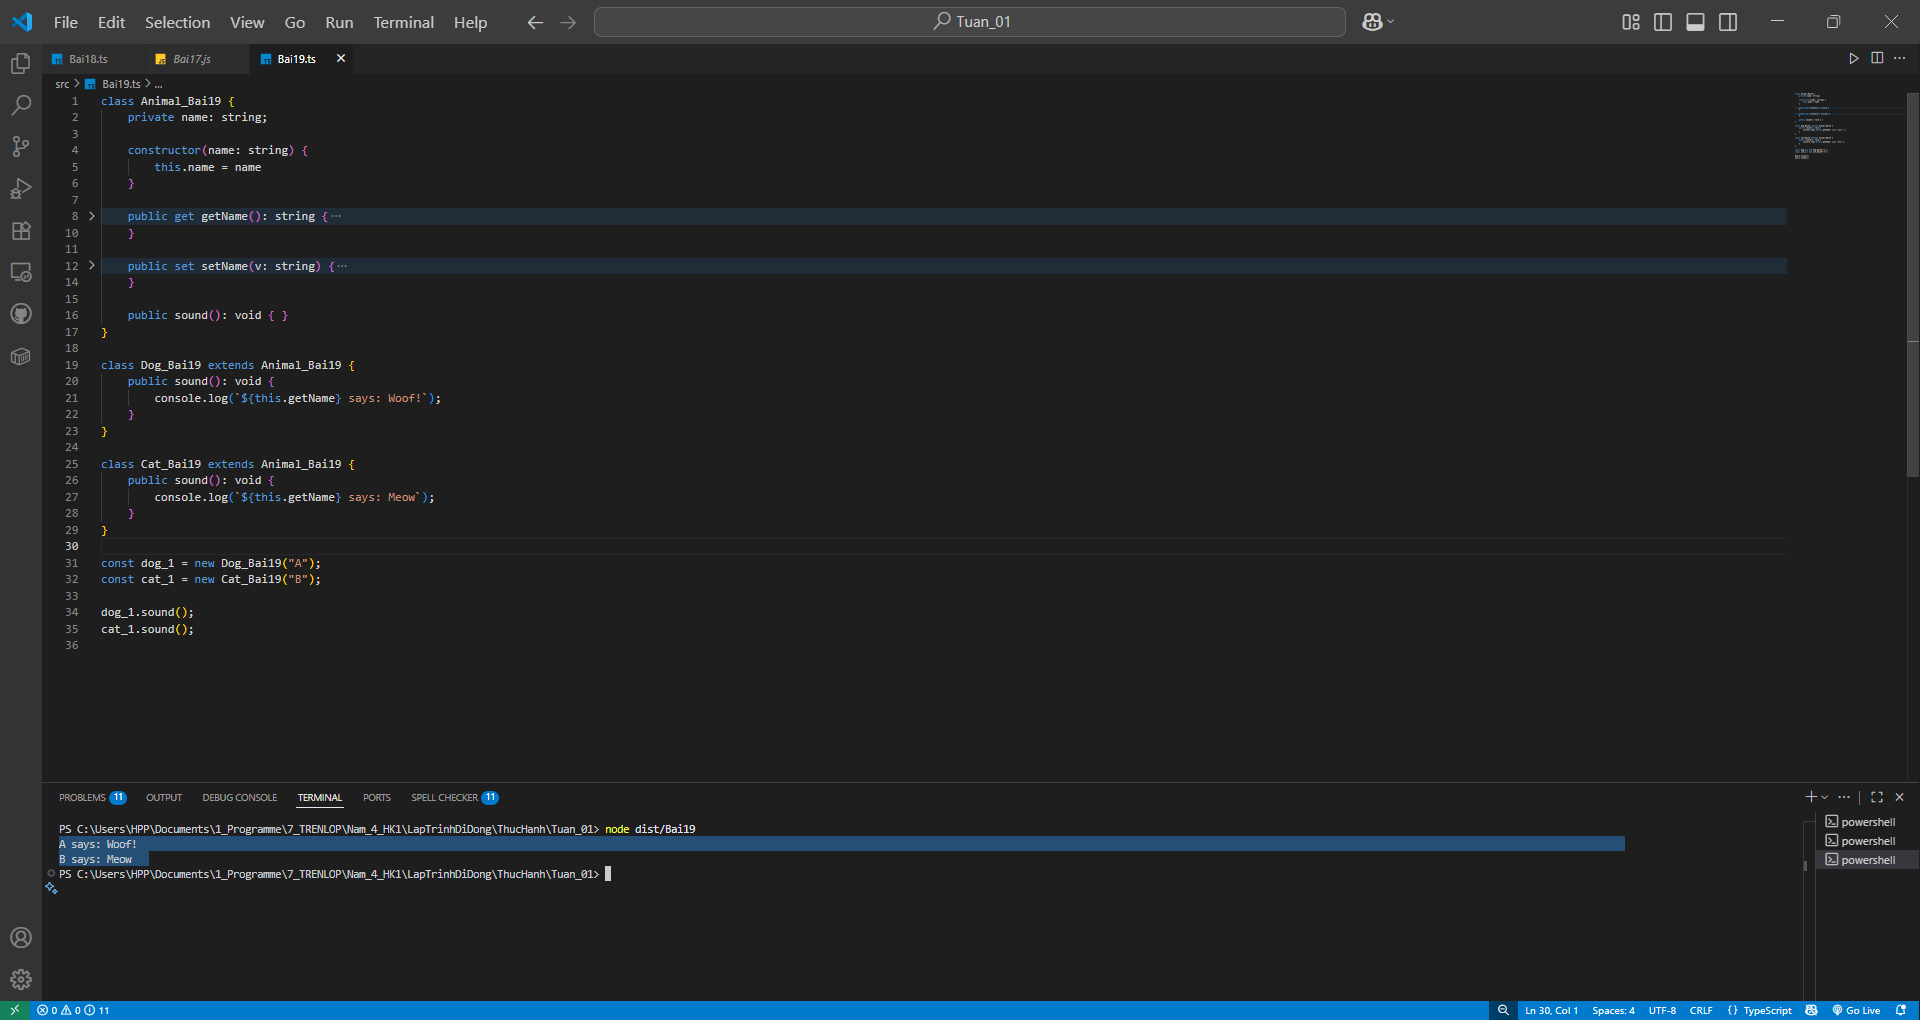 File Edit Selection View Go Run Terminal Help
Tuan_01
Bai18.ts
Bai17.js
Bai19.ts
src > Bai19.ts > ...
1 class Animal_Bai19 {
2 private name: string;
3
4 constructor(name: string) {
5 this.name = name
6 }
7
8 public get getName(): string { ...
10 }
11
12 public set setName(v: string) { ...
14 }
15
16 public sound(): void { }
17 }
18
19 class Dog_Bai19 extends Animal_Bai19 {
20 public sound(): void {
21 console.log(`${this.getName} says: Woof!`);
22 }
23 }
24
25 class Cat_Bai19 extends Animal_Bai19 {
26 public sound(): void {
27 console.log(`${this.getName} says: Meow`);
28 }
29 }
30
31 const dog_1 = new Dog_Bai19("A");
32 const cat_1 = new Cat_Bai19("B");
33
34 dog_1.sound();
35 cat_1.sound();
36
PROBLEMS 11 OUTPUT DEBUG CONSOLE TERMINAL PORTS SPELL CHECKER 11
PS C:\Users\HPP\Documents\1_Programme\7_TRENLOP\Nam_4_HK1\LapTrinhDiDong\ThucHanh\Tuan_01> node dist/Bai19
A says: Woof!
B says: Meow
PS C:\Users\HPP\Documents\1_Programme\7_TRENLOP\Nam_4_HK1\LapTrinhDiDong\ThucHanh\Tuan_01>
powershell
powershell
powershell
0 0 11
Ln 30, Col 1 Spaces: 4 UTF-8 CRLF {} TypeScript Go Live